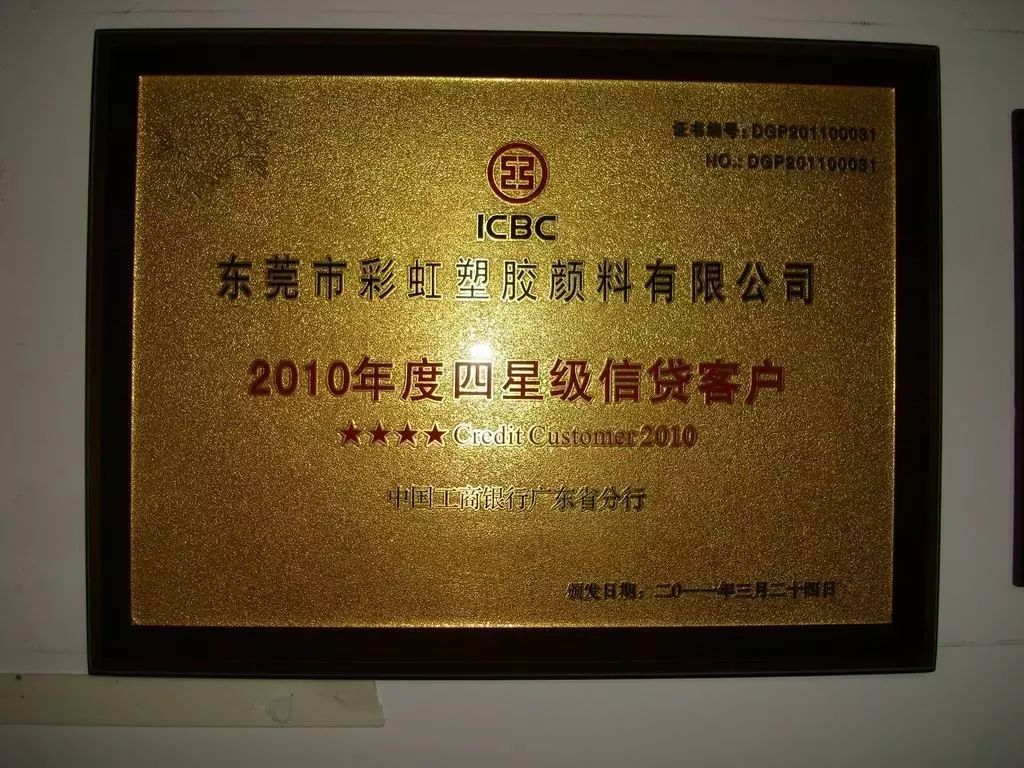 证书编号：DGP201100031
NO.: DGP201100031
ICBC
东莞市彩虹塑胶颜料有限公司
2010年度四星级信贷客户
★★★★ Credit Customer 2010
中国工商银行广东省分行
颁发日期：二0一一年三月二十四日